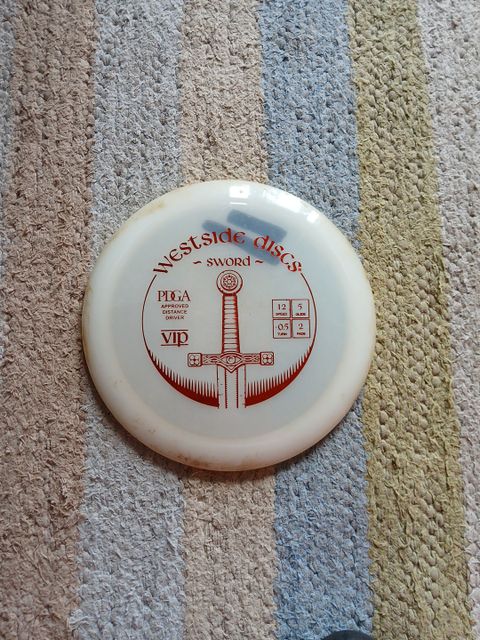 westside discs
~ sword ~
PDGA
APPROVED
DISTANCE
DRIVER
VIP
12 5
SPEED GLIDE
-0.5 2
TURN FADE